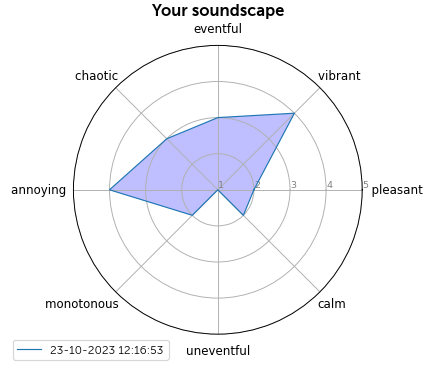 Your soundscape
eventful
chaotic
vibrant
annoying
1 2 3 4 5
pleasant
monotonous
calm
uneventful
23-10-2023 12:16:53